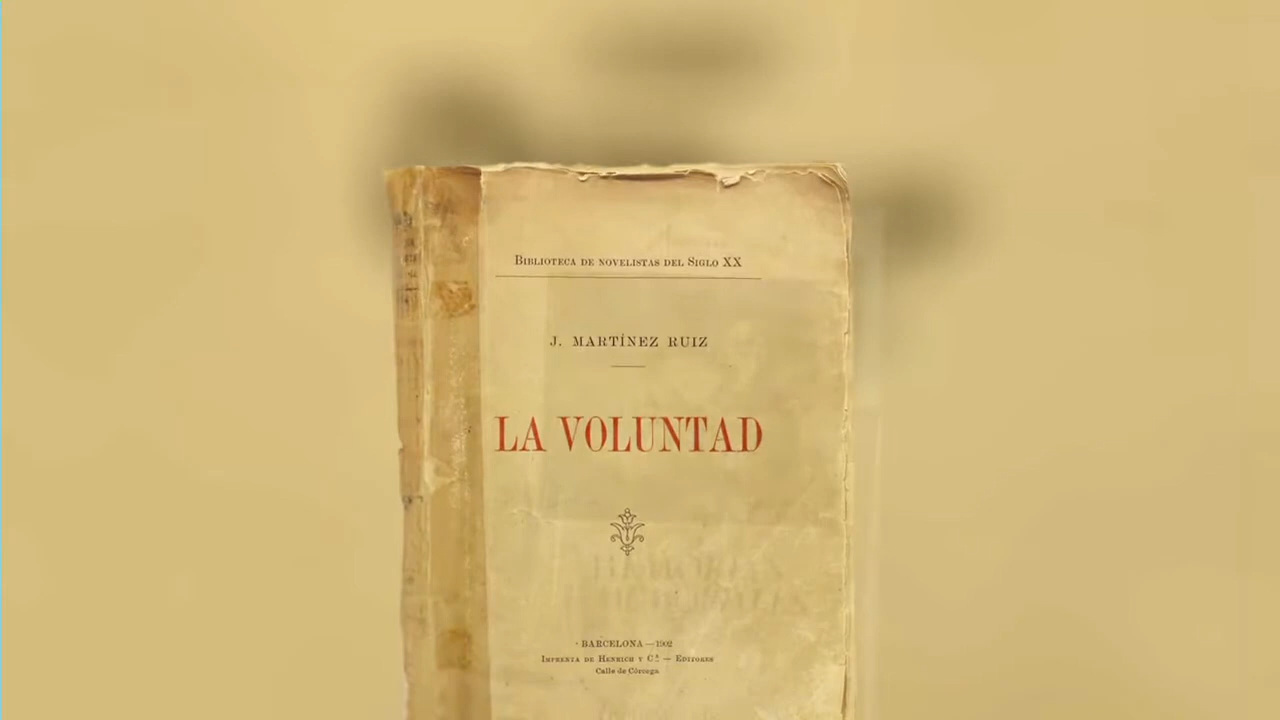 BIBLIOTECA DE NOVELISTAS DEL SIGLO XX
J. MARTÍNEZ RUIZ
LA VOLUNTAD
BARCELONA—1902
IMPRENTA DE HENRICH Y Cª — EDITORES
Calle de Córcega